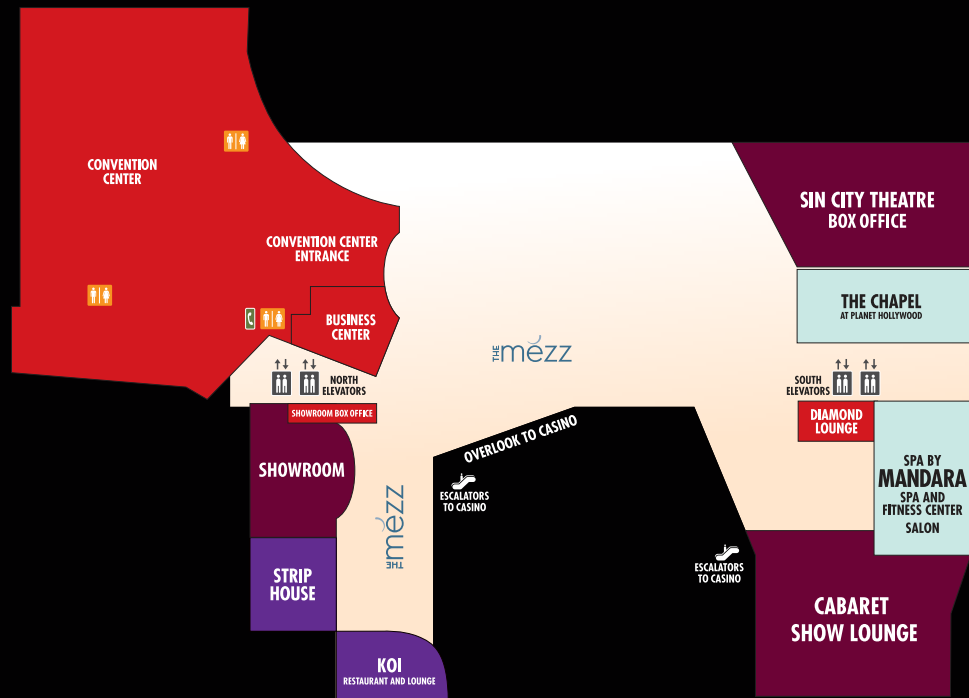 CONVENTION
CENTER
CONVENTION CENTER
ENTRANCE
BUSINESS
CENTER
NORTH
ELEVATORS
SHOWROOM BOX OFFICE
SHOWROOM
STRIP
HOUSE
KOI
RESTAURANT AND LOUNGE
THE mezz
THE mezz
OVERLOOK TO CASINO
ESCALATORS
TO CASINO
ESCALATORS
TO CASINO
SIN CITY THEATRE
BOX OFFICE
THE CHAPEL
AT PLANET HOLLYWOOD
SOUTH
ELEVATORS
DIAMOND
LOUNGE
SPA BY
MANDARA
SPA AND
FITNESS CENTER
SALON
CABARET
SHOW LOUNGE